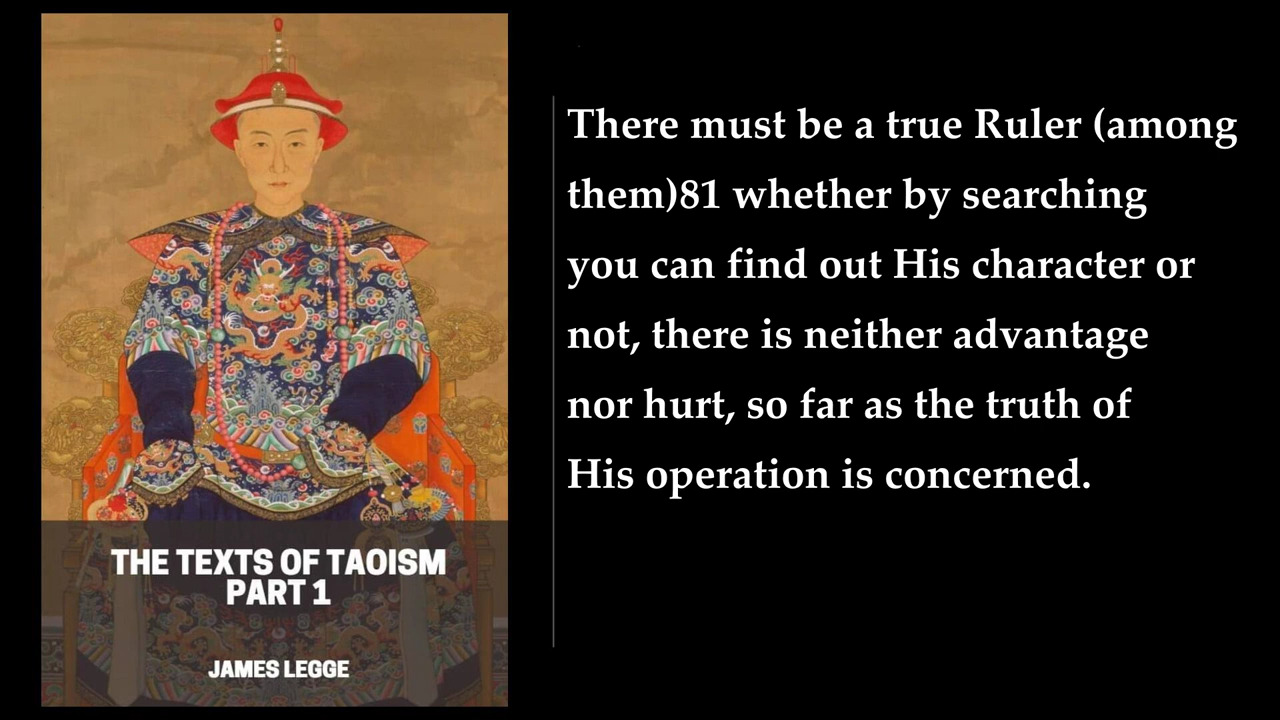 THE TEXTS OF TAOISM
PART 1
JAMES LEGGE
There must be a true Ruler (among
them)81 whether by searching
you can find out His character or
not, there is neither advantage
nor hurt, so far as the truth of
His operation is concerned.